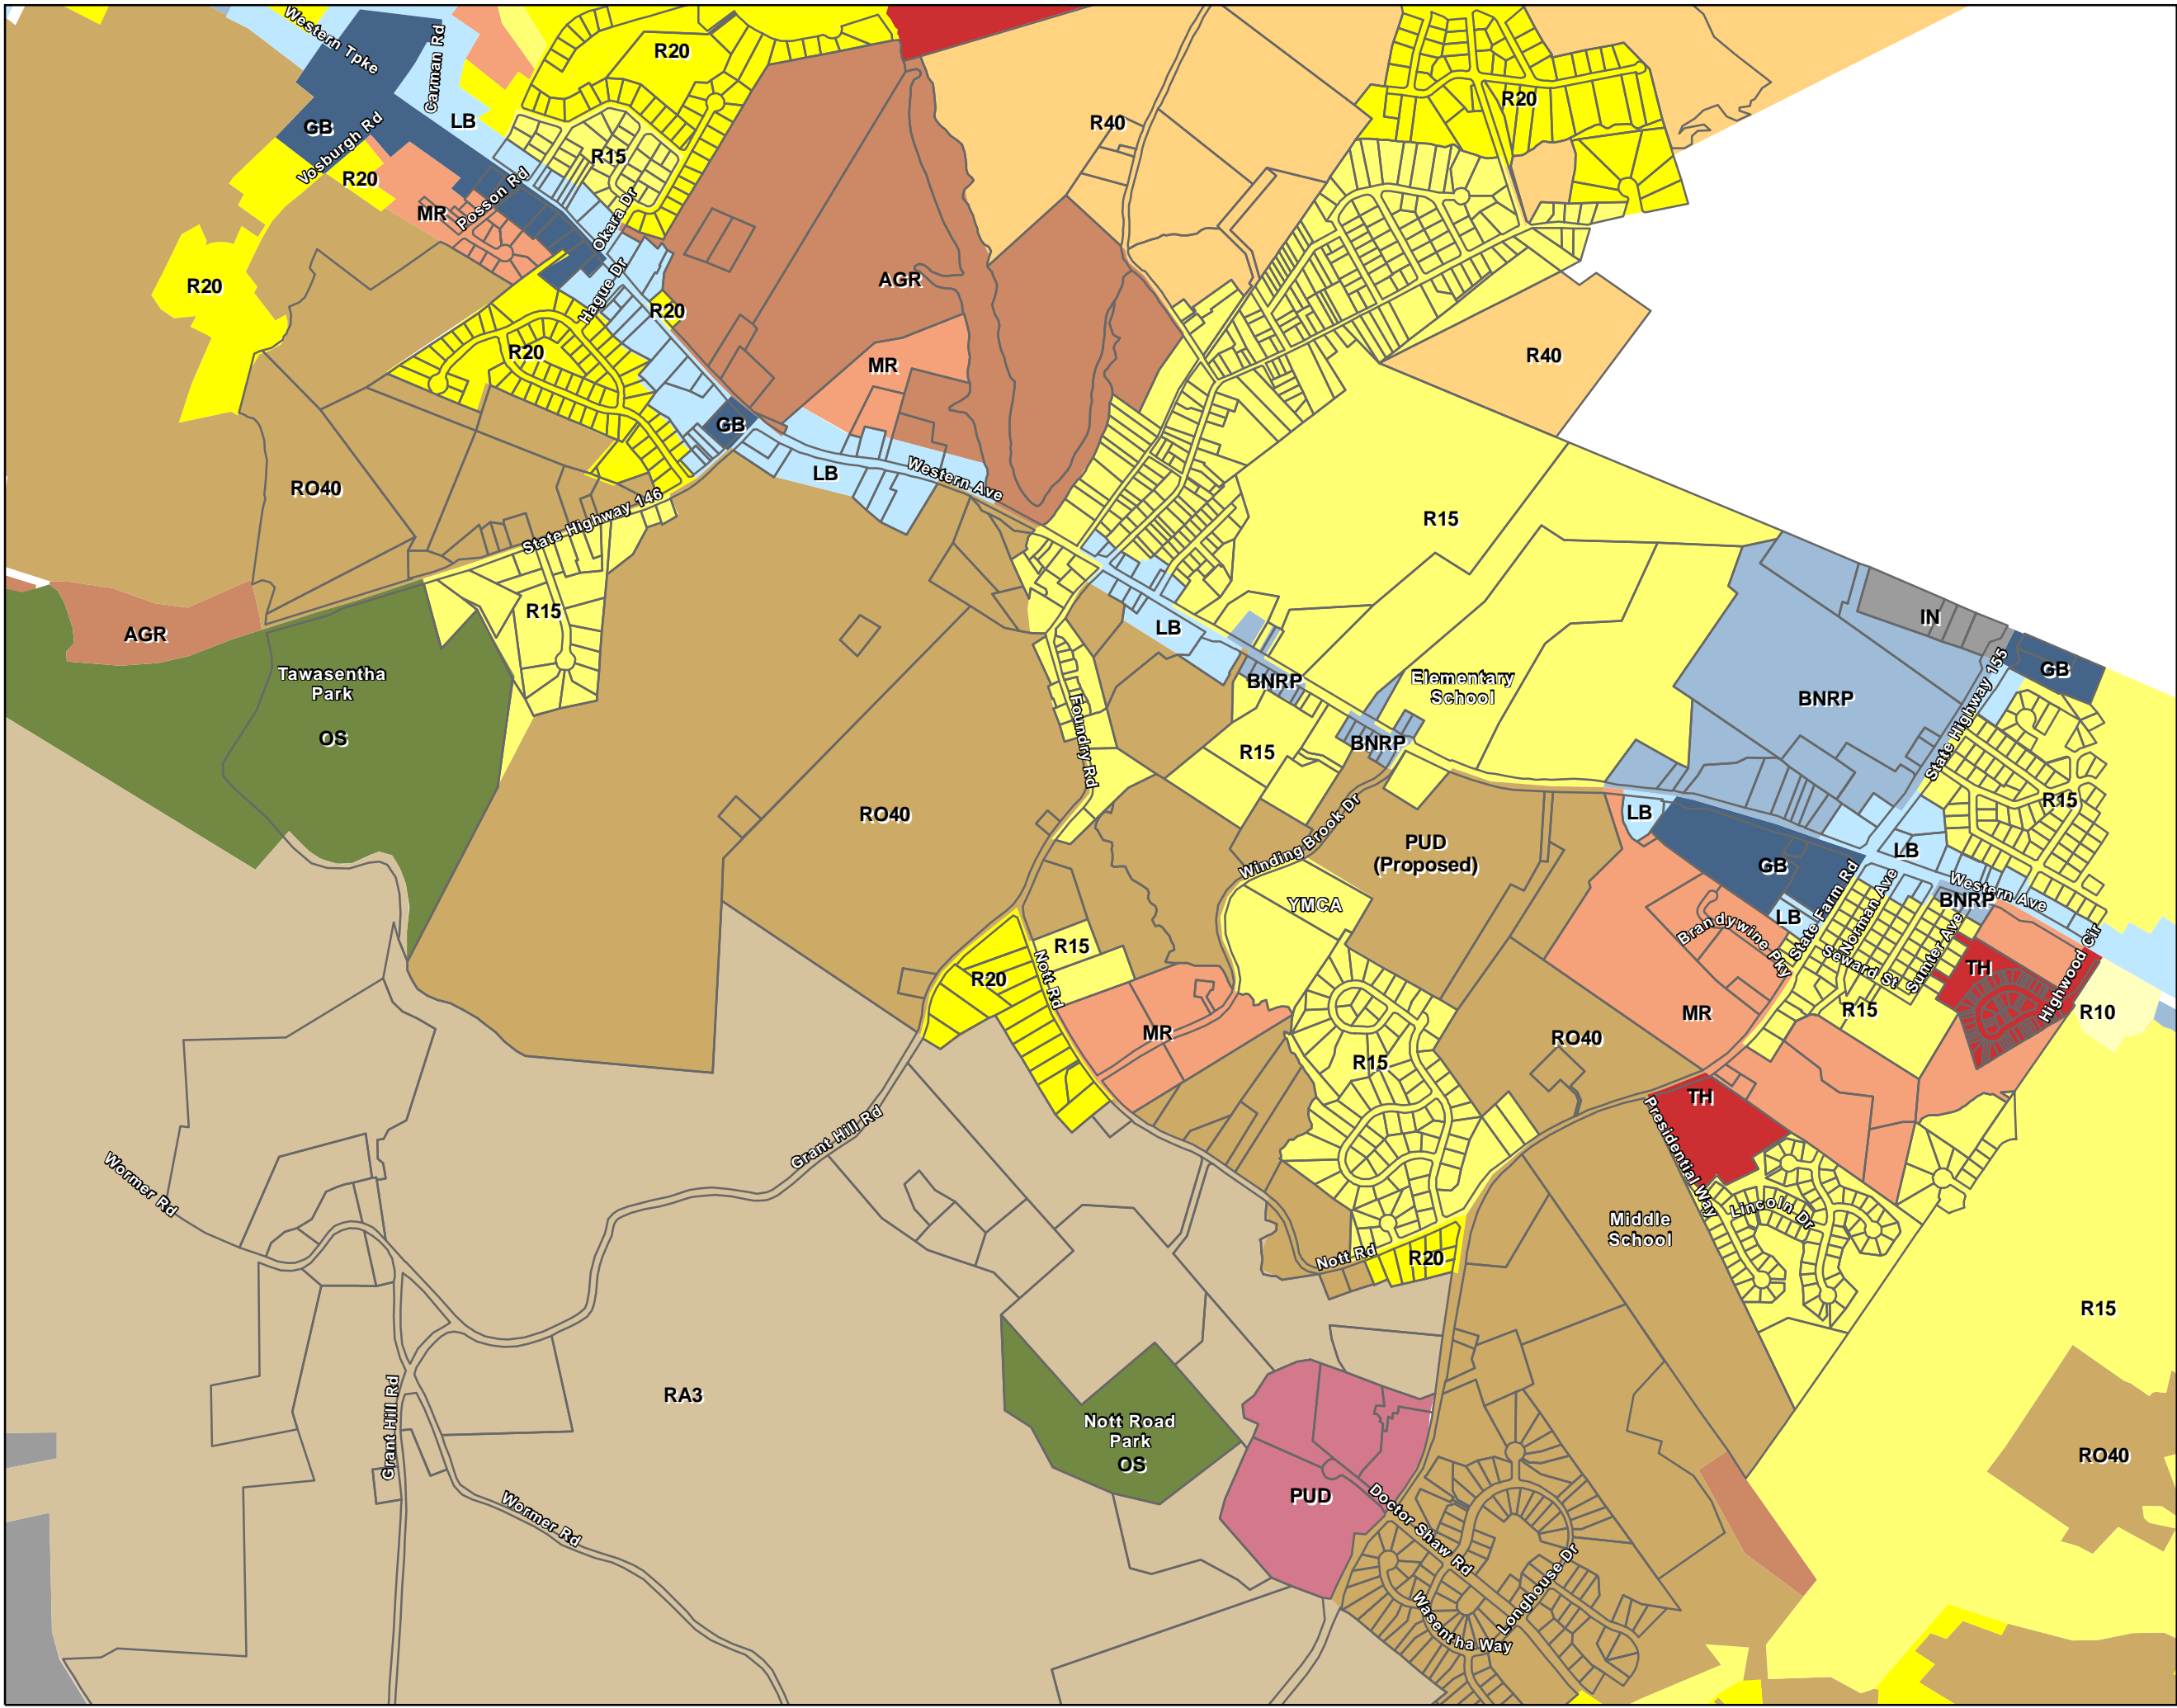 Western Tpke
Carman Rd
R20
GB
LB
Vosburgh Rd
R15
R40
R20
R20
MR
Posson Rd
Okara Dr
R20
Hague Dr
R20
AGR
R20
MR
R40
GB
LB
Western Ave
RO40
State Highway 146
R15
R15
AGR
Tawasentha
Park
OS
LB
IN
GB
BNRP
Elementary
School
BNRP
State Highway 155
Foundry Rd
R15
BNRP
RO40
Winding Brook Dr
PUD
(Proposed)
LB
R15
GB
LB
Western Ave
BNRP
LB
State Farm Rd
Norman Ave
YMCA
Brandywine Pky
Seward St
Sumter Ave
TH
Highwood Cir
R15
R20
Nott Rd
MR
R15
MR
R15
R10
RO40
TH
Presidential Way
Grant Hill Rd
Wormer Rd
Lincoln Dr
Middle
School
Nott Rd
R20
R15
RA3
Grant Hill Rd
Nott Road
Park
OS
RO40
PUD
Doctor Shaw Rd
Wormer Rd
Longhouse Dr
Wasentha Way